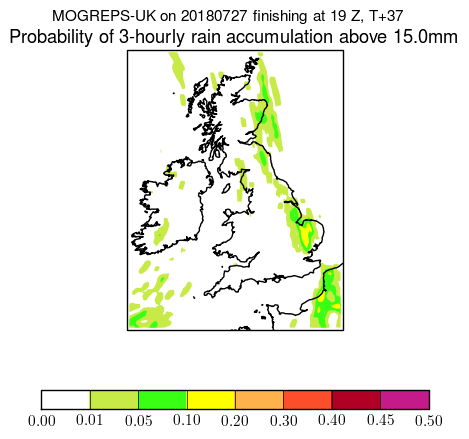 MOGREPS-UK on 20180727 finishing at 19 Z, T+37
Probability of 3-hourly rain accumulation above 15.0mm
0.00 0.01 0.05 0.10 0.20 0.30 0.40 0.45 0.50